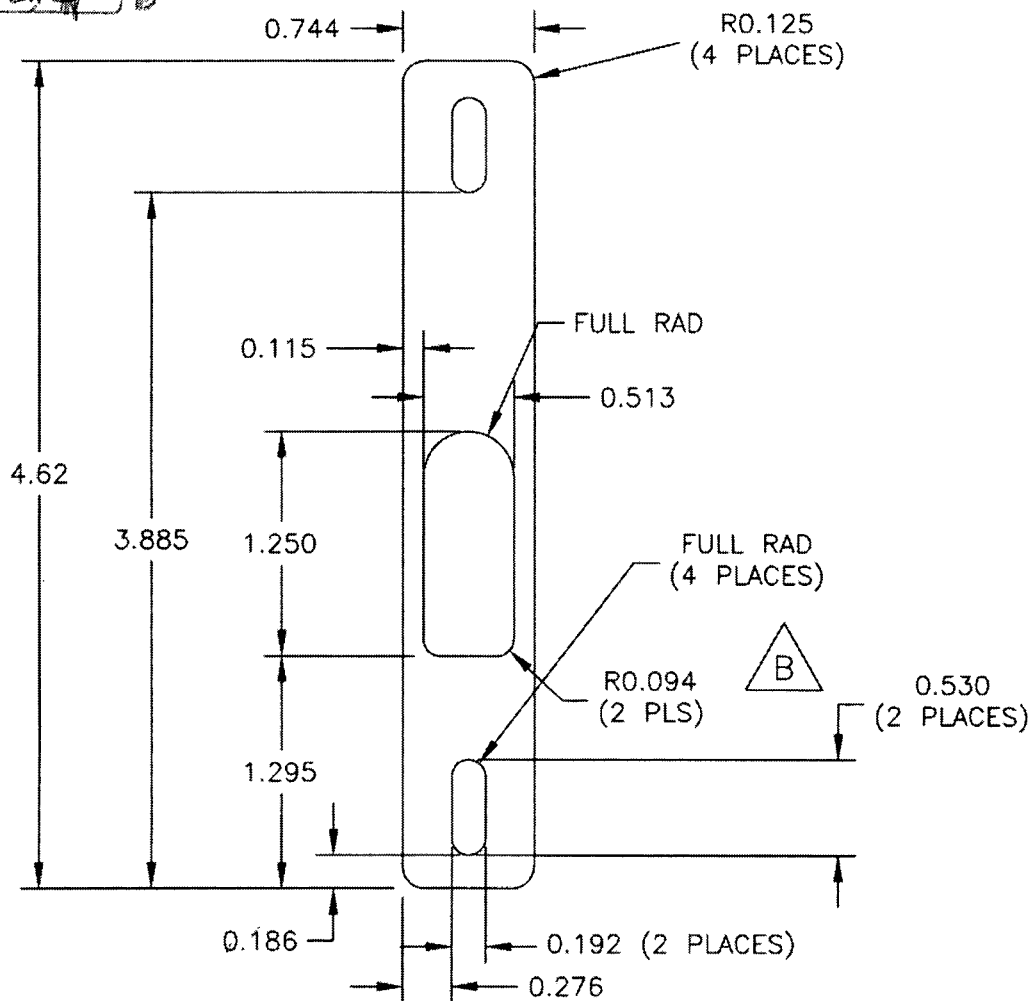 0.744
R0.125
(4 PLACES)
FULL RAD
0.115
0.513
4.62
3.885
1.250
FULL RAD
(4 PLACES)
B
R0.094
(2 PLS)
0.530
(2 PLACES)
1.295
0.186
0.192 (2 PLACES)
0.276